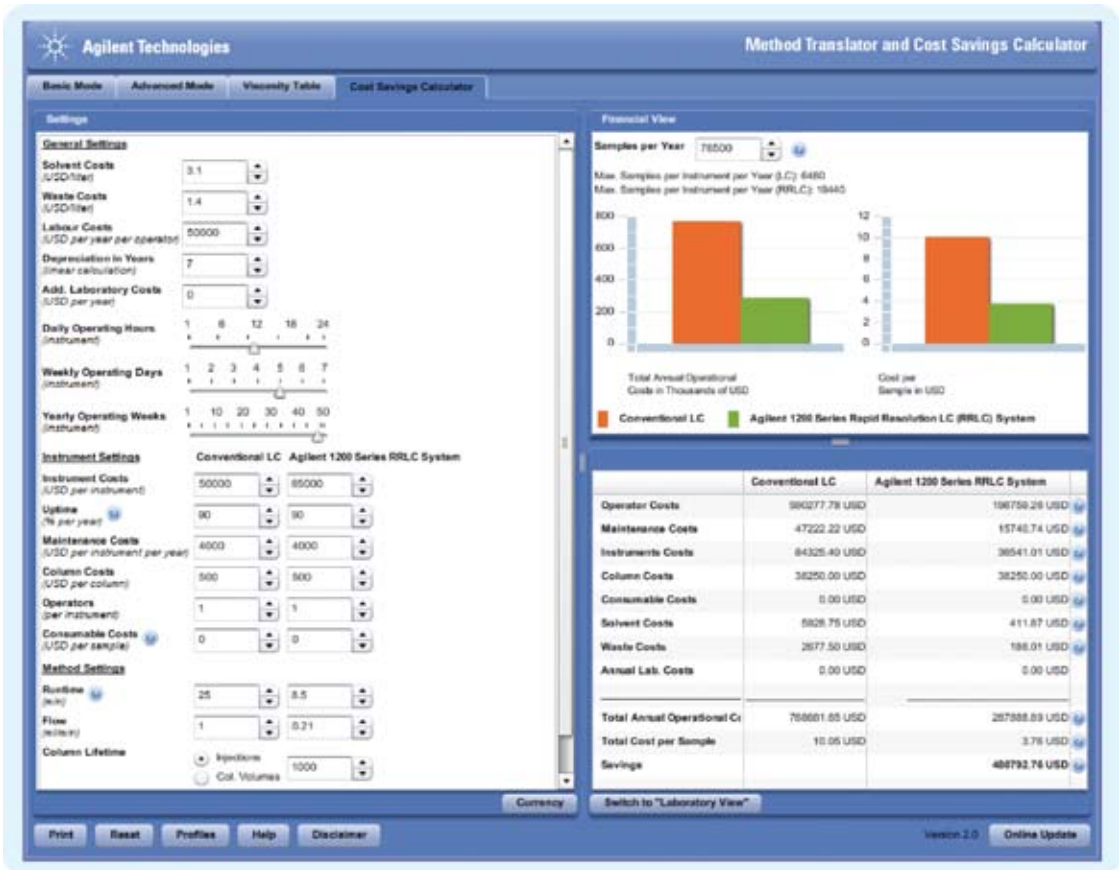 Agilent Technologies
Method Translator and Cost Savings Calculator
Basic Mode Advanced Mode Viscosity Table Cost Savings Calculator
Settings
General Settings
Solvent Costs 3.1
(USD/liter)
Waste Costs 1.4
(USD/liter)
Labour Costs 50000
(USD per year per operator)
Depreciation in Years 7
(linear calculation)
Add. Laboratory Costs 0
(USD per year)
Daily Operating Hours 1 6 12 18 24
(instrument)
Weekly Operating Days 1 2 3 4 5 6 7
(instrument)
Yearly Operating Weeks 1 10 20 30 40 50
(instrument)
Instrument Settings Conventional LC Agilent 1200 Series RRLC System
Instrument Costs 50000 65000
(USD per instrument)
Uptime 90 90
(% per year)
Maintenance Costs 4000 4000
(USD per instrument per year)
Column Costs 500 500
(USD per column)
Operators 1 1
(per instrument)
Consumable Costs 0 0
(USD per sample)
Method Settings
Runtime 25 8.5
(min)
Flow 1 0.21
(ml/min)
Column Lifetime Injections 1000
Col. Volumes
Currency
Financial View
Samples per Year 76500
Max. Samples per Instrument per Year (LC): 6480
Max. Samples per Instrument per Year (RRLC): 19440
800
600
400
200
0
12
10
8
6
4
2
0
Total Annual Operational
Costs in Thousands of USD
Cost per
Sample in USD
Conventional LC Agilent 1200 Series Rapid Resolution LC (RRLC) System
Conventional LC Agilent 1200 Series RRLC System
Operator Costs 590277.78 USD 196759.26 USD
Maintenance Costs 47222.22 USD 15740.74 USD
Instruments Costs 84325.40 USD 36541.01 USD
Column Costs 38250.00 USD 38250.00 USD
Consumable Costs 0.00 USD 0.00 USD
Solvent Costs 5928.75 USD 411.87 USD
Waste Costs 2677.50 USD 186.01 USD
Annual Lab. Costs 0.00 USD 0.00 USD
Total Annual Operational Co 768681.65 USD 287888.89 USD
Total Cost per Sample 10.05 USD 3.76 USD
Savings 480792.76 USD
Switch to "Laboratory View"
Print Reset Profiles Help Disclaimer
Version 2.0 Online Update